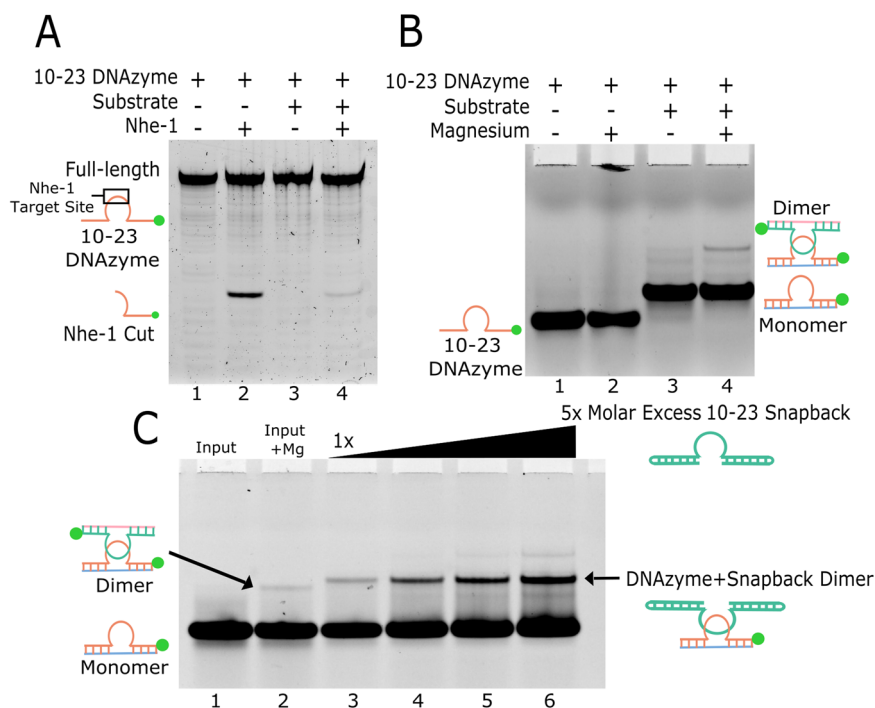 A
10-23 DNAzyme + + + +
Substrate - - + +
Nhe-1 - + - +
Full-length
Nhe-1
Target Site
10-23
DNAzyme
Nhe-1 Cut
1 2 3 4
B
10-23 DNAzyme + + + +
Substrate - - + +
Magnesium - + - +
Dimer
Monomer
10-23
DNAzyme
1 2 3 4
C
Input
Input
+Mg
1x
5x Molar Excess 10-23 Snapback
Dimer
Monomer
DNAzyme+Snapback Dimer
1 2 3 4 5 6